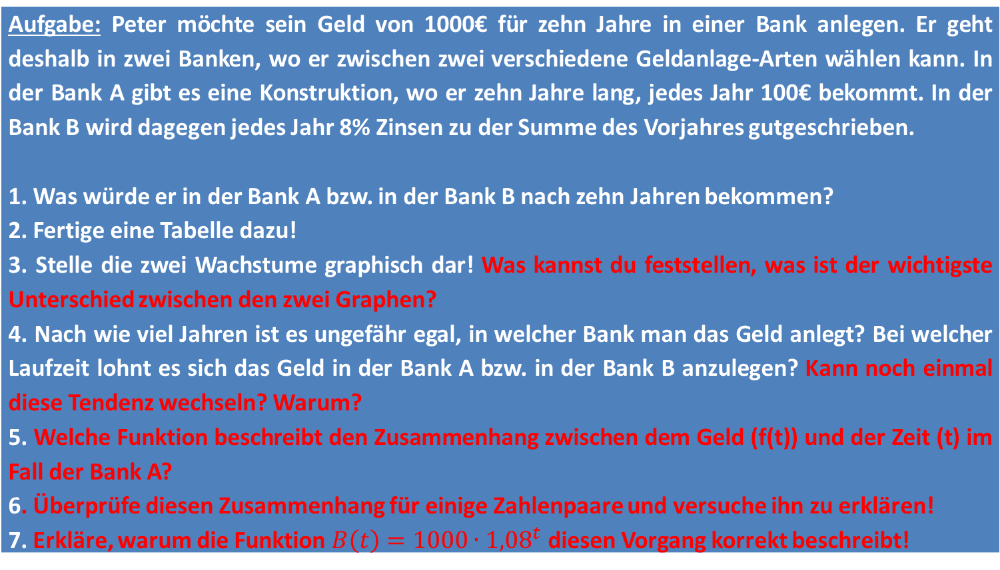 Aufgabe: Peter möchte sein Geld von 1000€ für zehn Jahre in einer Bank anlegen. Er geht
deshalb in zwei Banken, wo er zwischen zwei verschiedene Geldanlage-Arten wählen kann. In
der Bank A gibt es eine Konstruktion, wo er zehn Jahre lang, jedes Jahr 100€ bekommt. In der
Bank B wird dagegen jedes Jahr 8% Zinsen zu der Summe des Vorjahres gutgeschrieben.
1. Was würde er in der Bank A bzw. in der Bank B nach zehn Jahren bekommen?
2. Fertige eine Tabelle dazu!
3. Stelle die zwei Wachstume graphisch dar! Was kannst du feststellen, was ist der wichtigste
Unterschied zwischen den zwei Graphen?
4. Nach wie viel Jahren ist es ungefähr egal, in welcher Bank man das Geld anlegt? Bei welcher
Laufzeit lohnt es sich das Geld in der Bank A bzw. in der Bank B anzulegen? Kann noch einmal
diese Tendenz wechseln? Warum?
5. Welche Funktion beschreibt den Zusammenhang zwischen dem Geld (f(t)) und der Zeit (t) im
Fall der Bank A?
6. Überprüfe diesen Zusammenhang für einige Zahlenpaare und versuche ihn zu erklären!
7. Erkläre, warum die Funktion B(t) = 1000 · 1,08^t diesen Vorgang korrekt beschreibt!